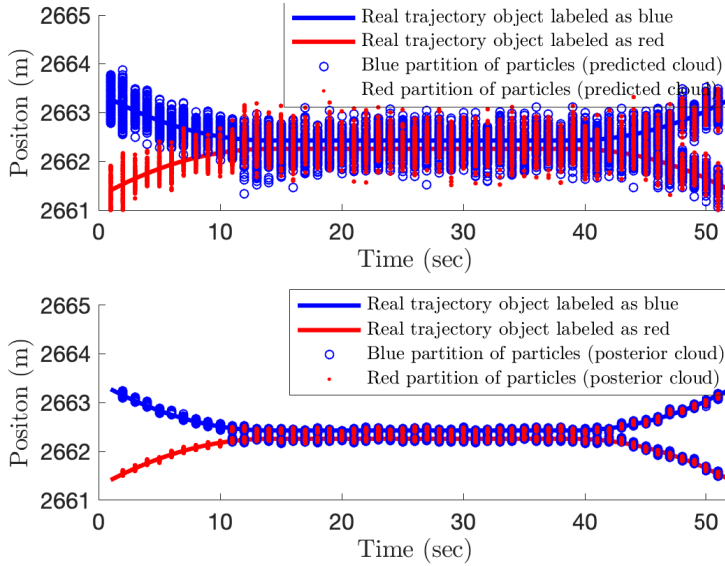 Real trajectory object labeled as blue
Real trajectory object labeled as red
Blue partition of particles (predicted cloud)
Red partition of particles (predicted cloud)
2665
2664
2663
2662
2661
Positon (m)
0
10
20
30
40
50
Time (sec)
Real trajectory object labeled as blue
Real trajectory object labeled as red
Blue partition of particles (posterior cloud)
Red partition of particles (posterior cloud)
2665
2664
2663
2662
2661
Positon (m)
0
10
20
30
40
50
Time (sec)